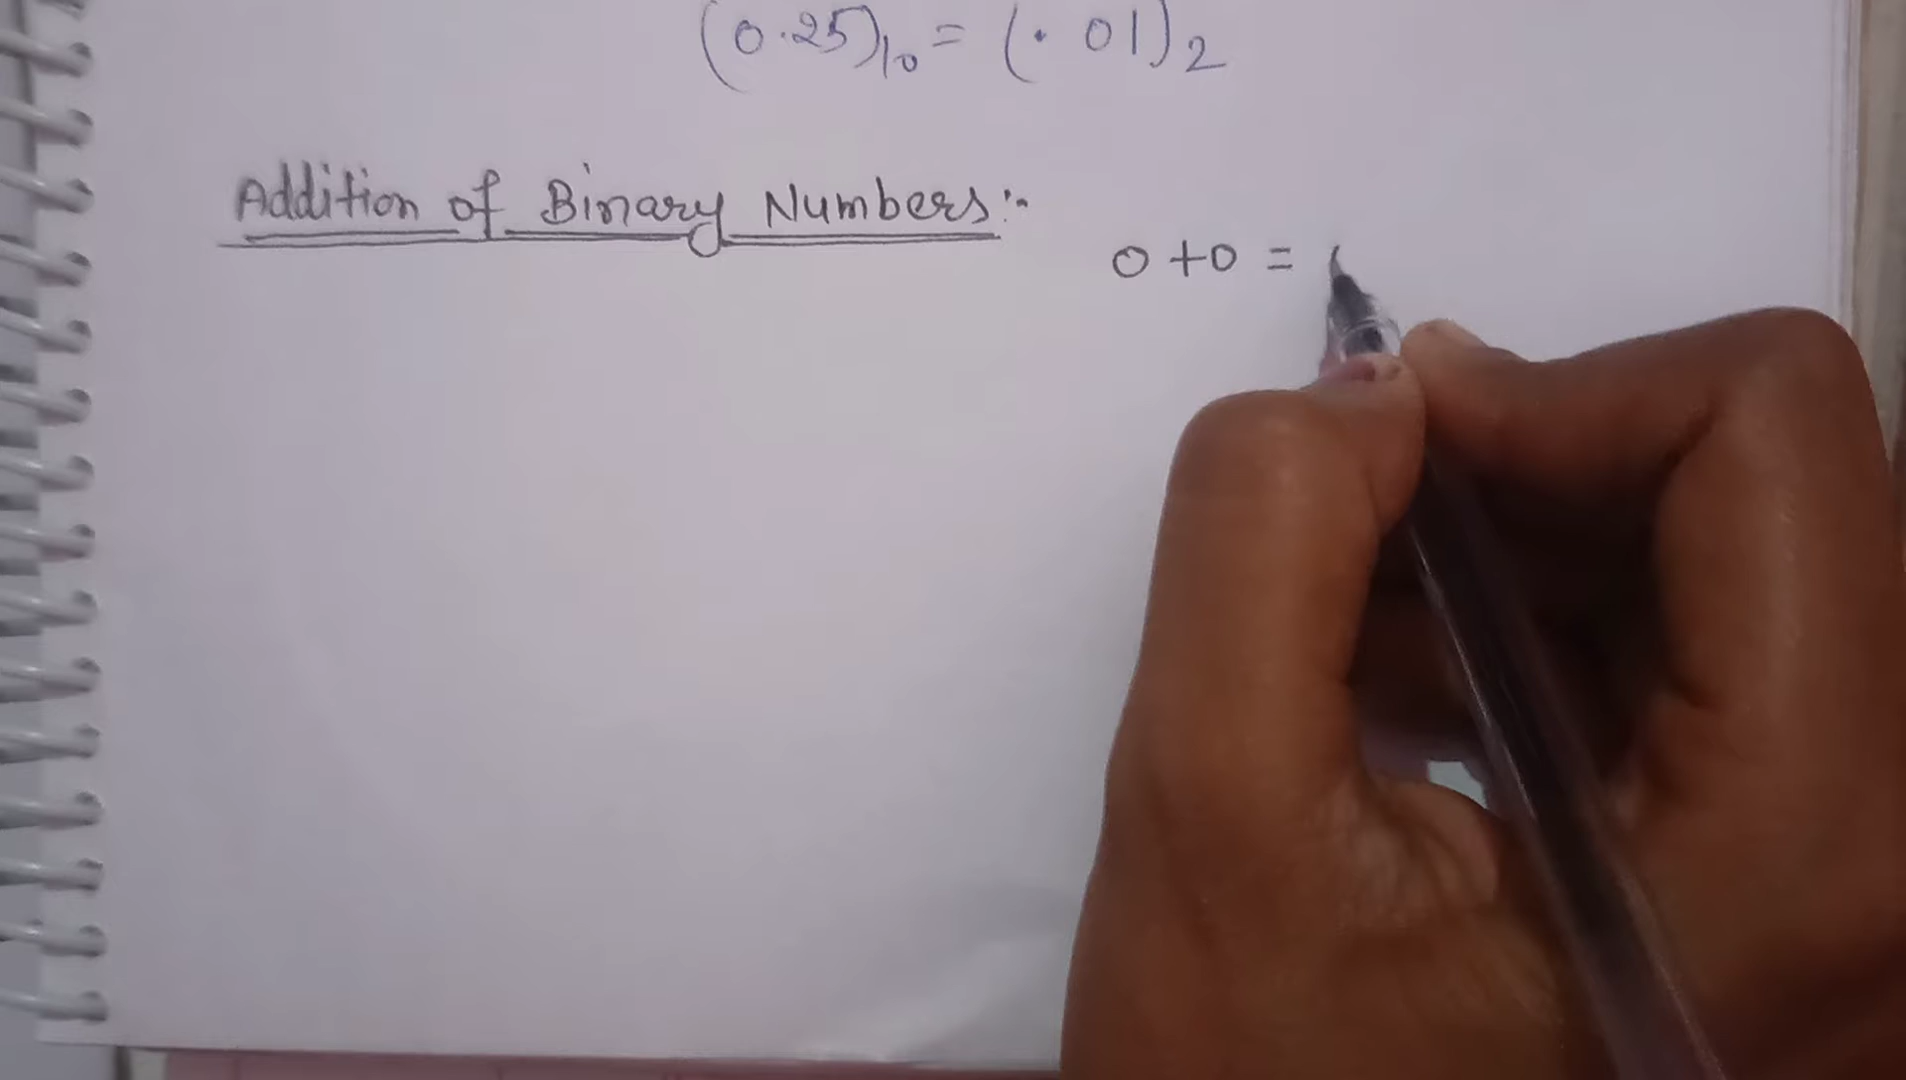 (0.25)10 = (. 01)2
Addition of Binary Numbers:-
0 +0 =